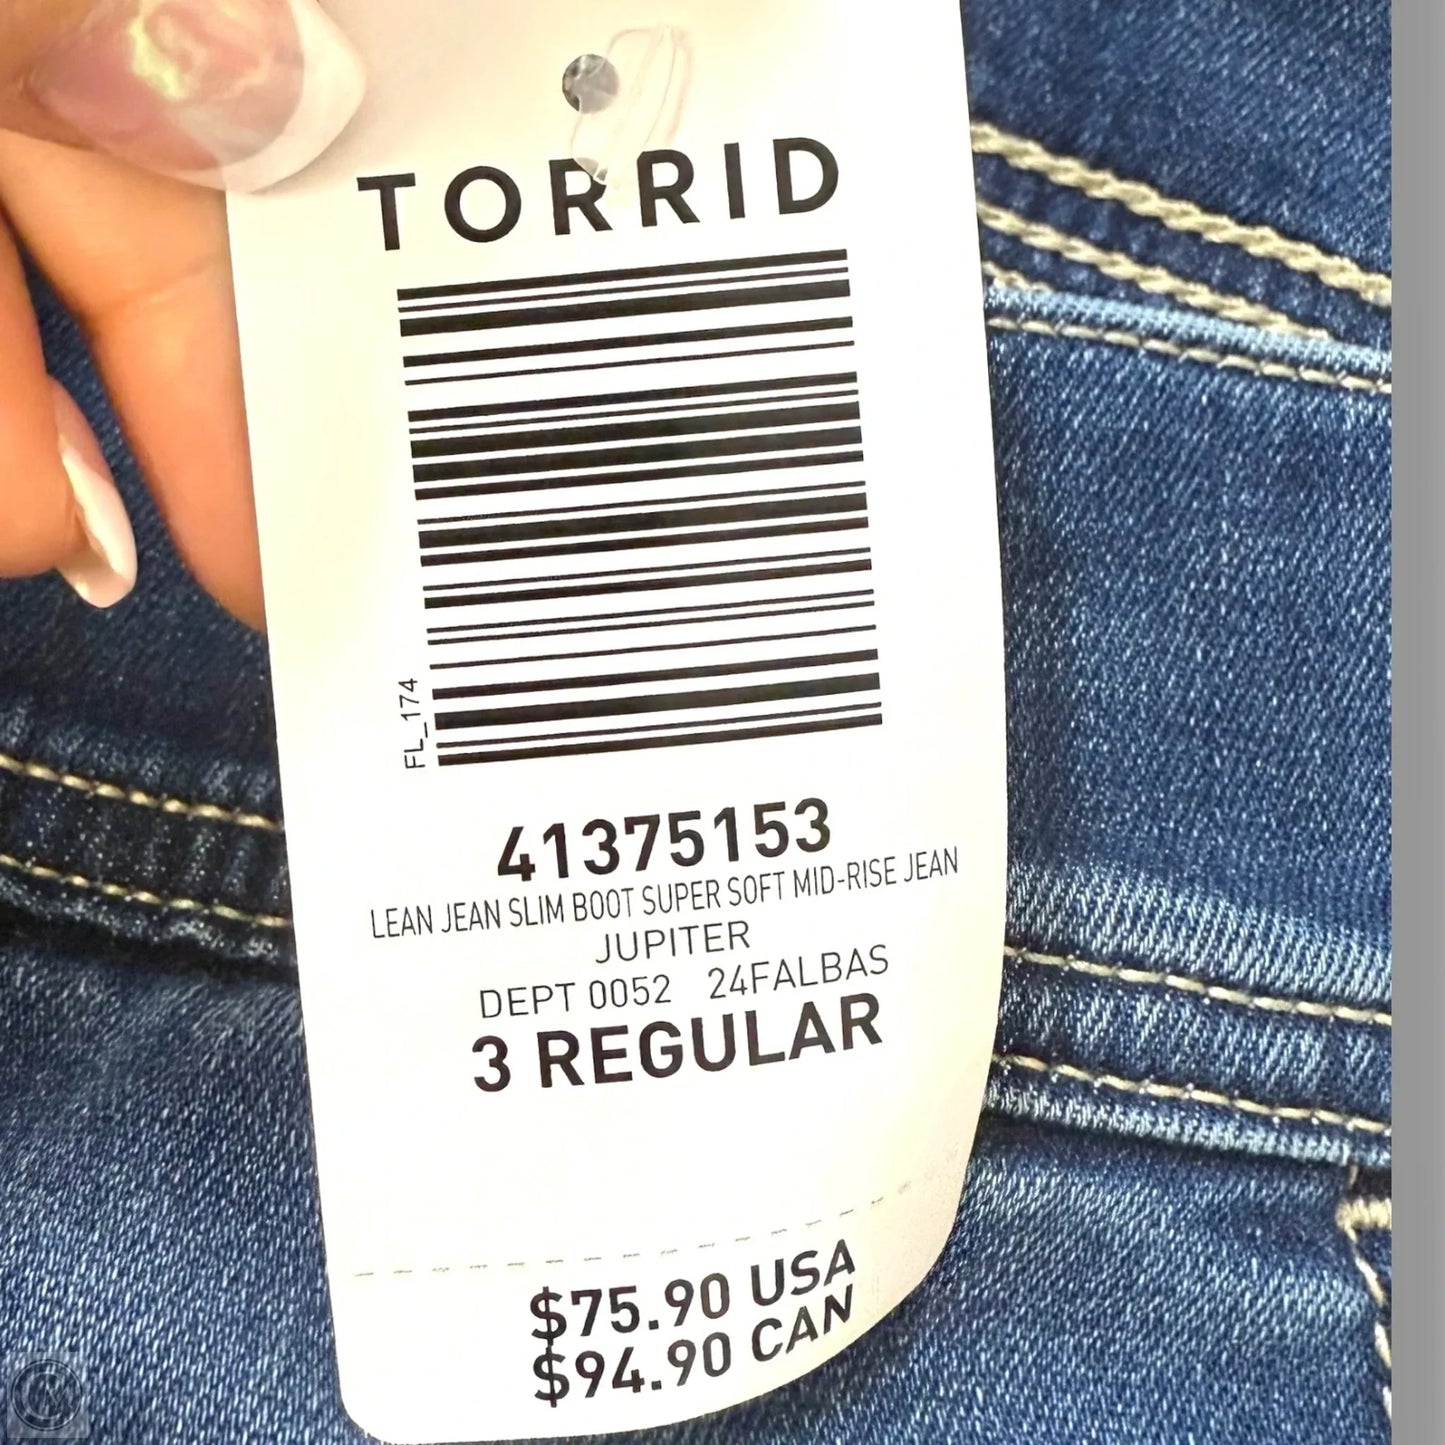 TORRID
FL_174
41375153
LEAN JEAN SLIM BOOT SUPER SOFT MID-RISE JEAN
JUPITER
DEPT 0052 24FALBAS
3 REGULAR
$75.90 USA
$94.90 CAN